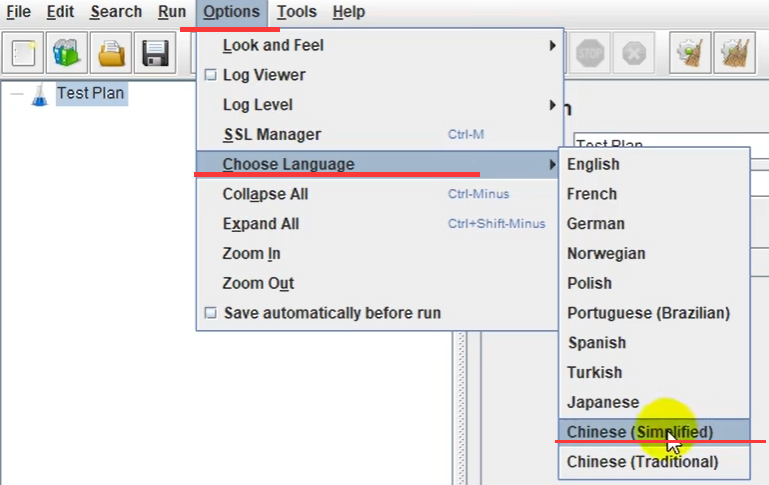 File Edit Search Run Options Tools Help
Look and Feel
Log Viewer
Log Level
SSL Manager Ctrl-M
Choose Language
Collapse All Ctrl-Minus
Expand All Ctrl+Shift-Minus
Zoom In
Zoom Out
Save automatically before run
STOP
Test Plan
Test Plan
English
French
German
Norwegian
Polish
Portuguese (Brazilian)
Spanish
Turkish
Japanese
Chinese (Simplified)
Chinese (Traditional)